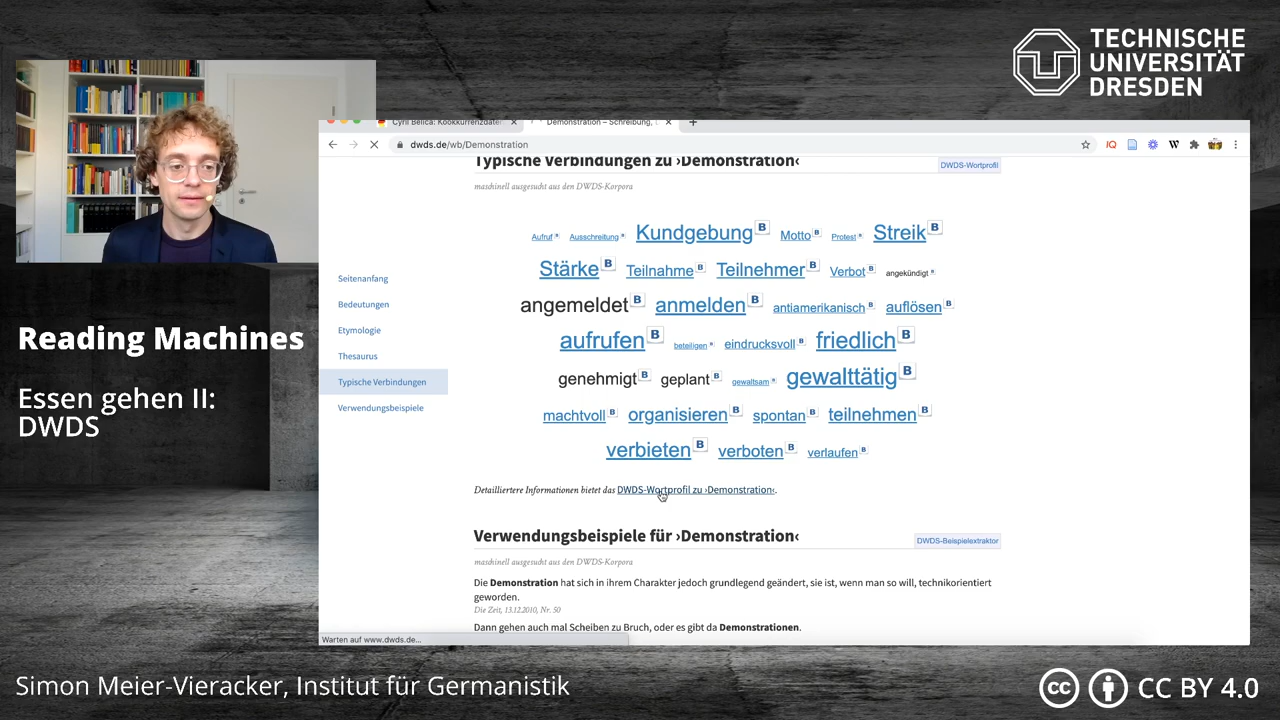 TECHNISCHE
UNIVERSITÄT
DRESDEN
Reading Machines
Essen gehen II:
DWDS
Cyril Belica: Kookkurrenzdate
Demonstration – Schreibung,
dwds.de/wb/Demonstration
IQ
W
Typische Verbindungen zu ›Demonstration‹
DWDS-Wortprofil
maschinell ausgesucht aus den DWDS-Korpora
Aufruf B Ausschreitung B Kundgebung B Motto B Protest B Streik B
Stärke B Teilnahme B Teilnehmer B Verbot B angekündigt B
angemeldet B anmelden B antiamerikanisch B auflösen B
aufrufen B beteiligen B eindrucksvoll B friedlich B
genehmigt B geplant B gewaltsam B gewalttätig B
machtvoll B organisieren B spontan B teilnehmen B
verbieten B verboten B verlaufen B
Seitenanfang
Bedeutungen
Etymologie
Thesaurus
Typische Verbindungen
Verwendungsbeispiele
Detailliertere Informationen bietet das DWDS-Wortprofil zu ›Demonstration‹.
Verwendungsbeispiele für ›Demonstration‹
DWDS-Beispielextraktor
maschinell ausgesucht aus den DWDS-Korpora
Die Demonstration hat sich in ihrem Charakter jedoch grundlegend geändert, sie ist, wenn man so will, technikorientiert
geworden.
Die Zeit, 13.12.2010, Nr. 50
Dann gehen auch mal Scheiben zu Bruch, oder es gibt da Demonstrationen.
Warten auf www.dwds.de...
Simon Meier-Vieracker, Institut für Germanistik
cc CC BY 4.0